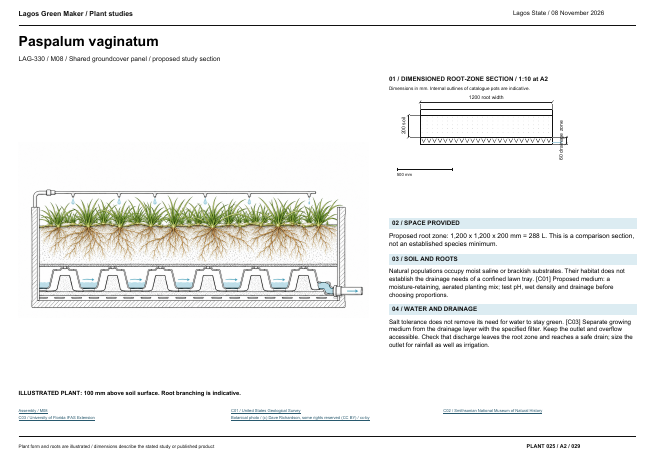 Lagos Green Maker / Plant studies
Lagos State / 08 November 2026
Paspalum vaginatum
LAG-330 / M08 / Shared groundcover panel / proposed study section
01 / DIMENSIONED ROOT-ZONE SECTION / 1:10 at A2
Dimensions in mm. Internal outlines of catalogue pots are indicative.
1200 root width
200 soil
60 drainage zone
500 mm
02 / SPACE PROVIDED
Proposed root zone: 1,200 x 1,200 x 200 mm = 288 L. This is a comparison section,
not an established species minimum.
03 / SOIL AND ROOTS
Natural populations occupy moist saline or brackish substrates. Their habitat does not
establish the drainage needs of a confined lawn tray. [C01] Proposed medium: a
moisture-retaining, aerated planting mix; test pH, wet density and drainage before
choosing proportions.
04 / WATER AND DRAINAGE
Salt tolerance does not remove its need for water to stay green. [C03] Separate growing
medium from the drainage layer with the specified filter. Keep the outlet and overflow
accessible. Check that discharge leaves the root zone and reaches a safe drain; size the
outlet for rainfall as well as irrigation.
ILLUSTRATED PLANT: 100 mm above soil surface. Root branching is indicative.
Assembly / M08
C01 / United States Geological Survey
C02 / Smithsonian National Museum of Natural History
C03 / University of Florida IFAS Extension
Botanical photo / (c) Dave Richardson, some rights reserved (CC BY) /
Plant form and roots are illustrated / dimensions describe the stated study or published product
PLANT 025 / A2 / 029